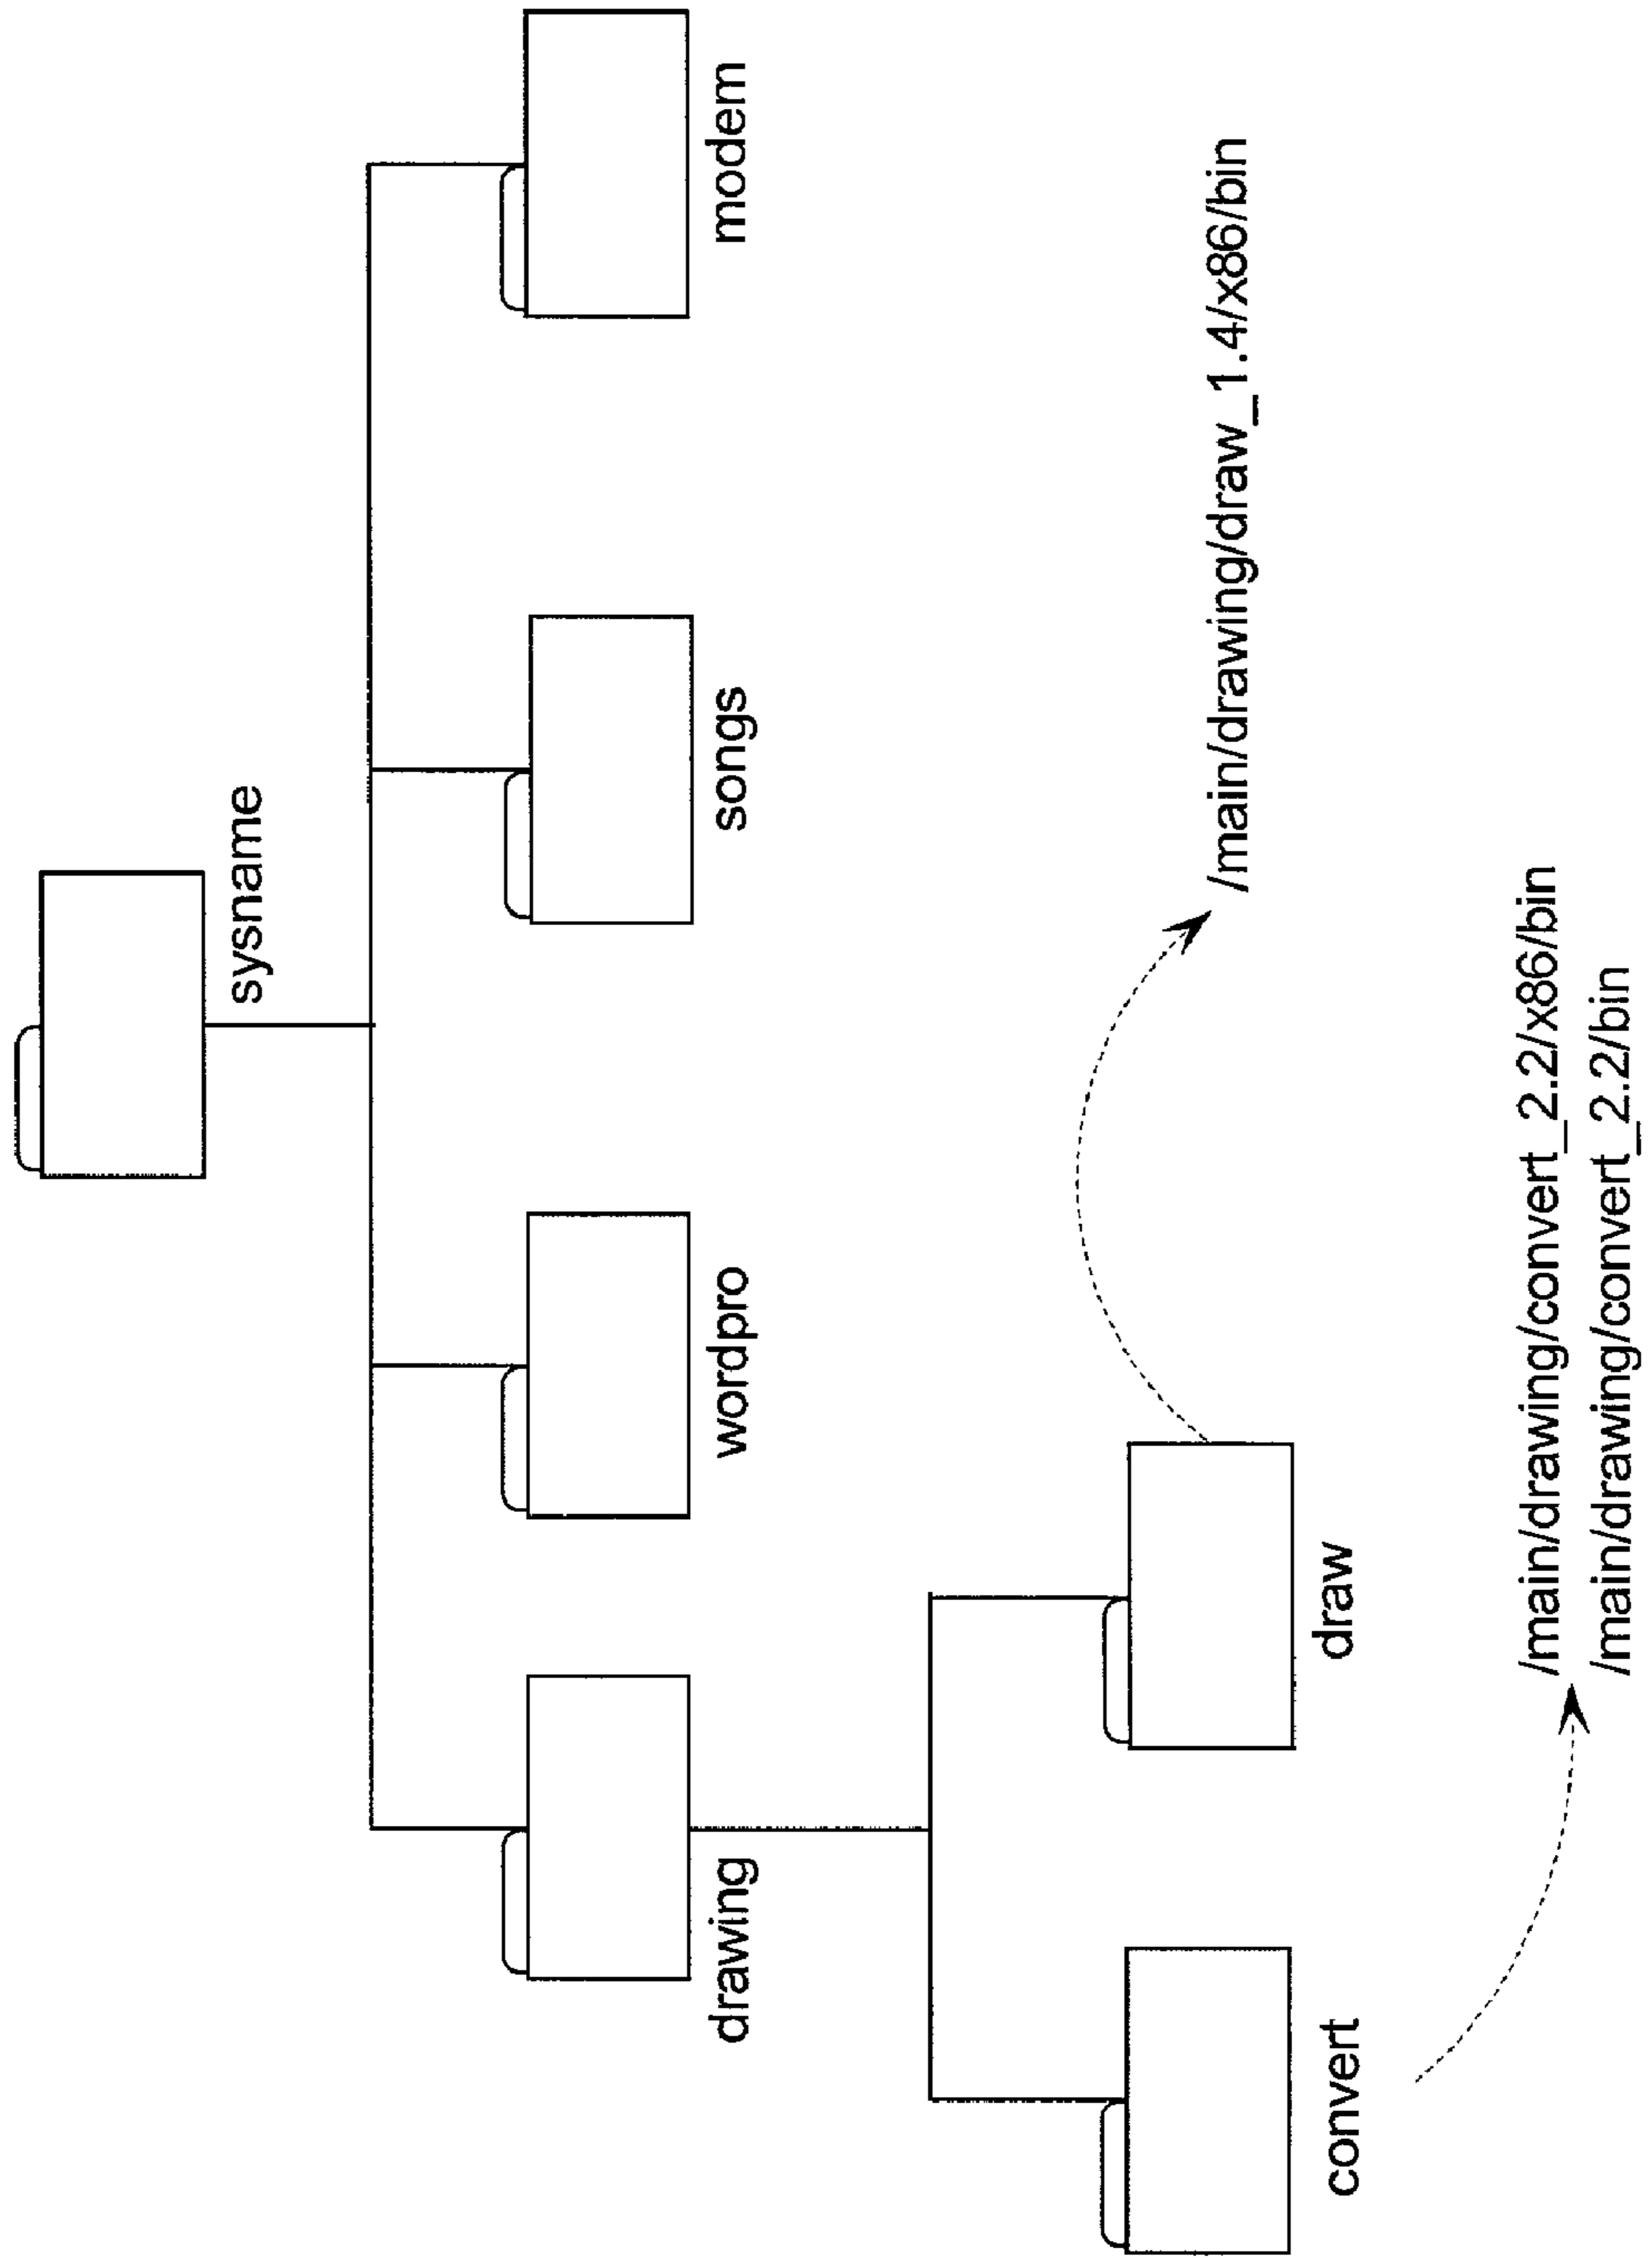 sysname
drawing
wordpro
songs
modem
convert
draw
/main/drawing/draw_1.4/x86/bin
/main/drawing/convert_2.2/x86/bin
/main/drawing/convert_2.2/bin